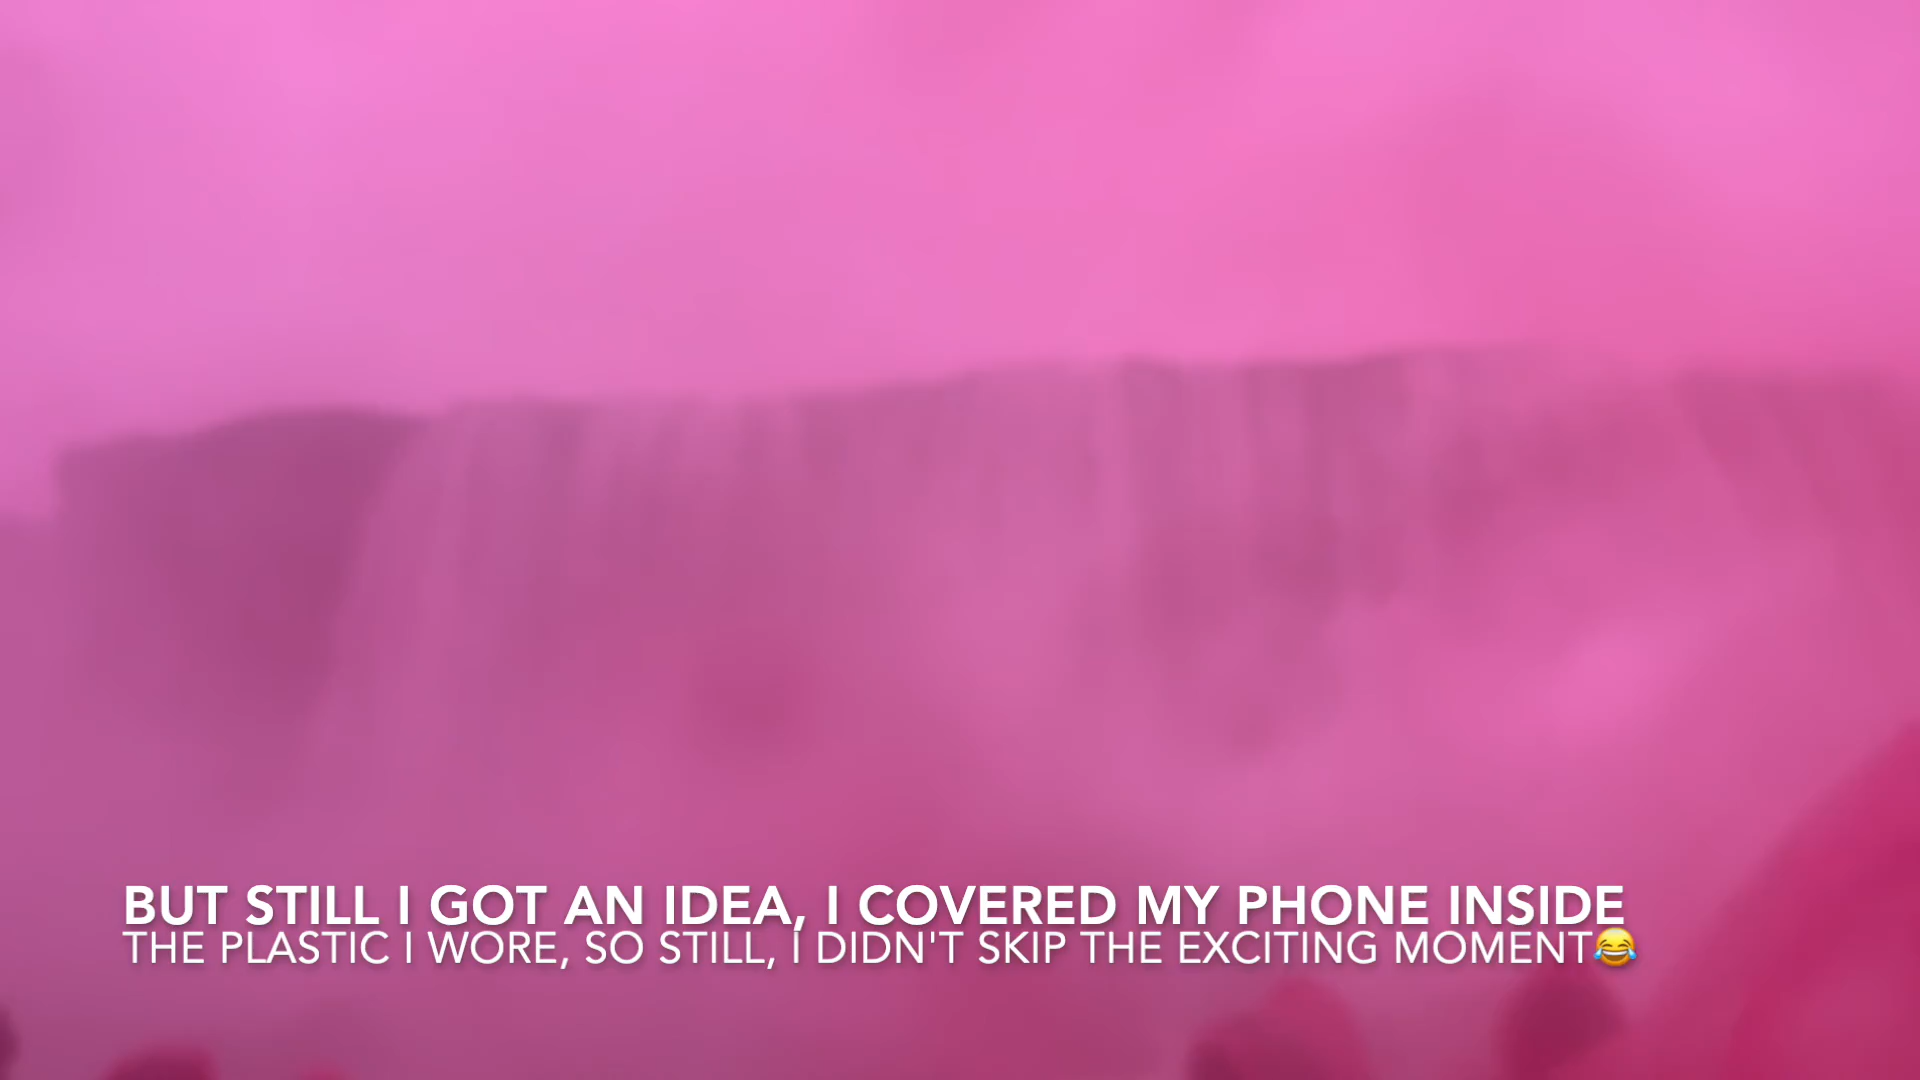 BUT STILL I GOT AN IDEA, I COVERED MY PHONE INSIDE
THE PLASTIC I WORE, SO STILL, I DIDN'T SKIP THE EXCITING MOMENT😂